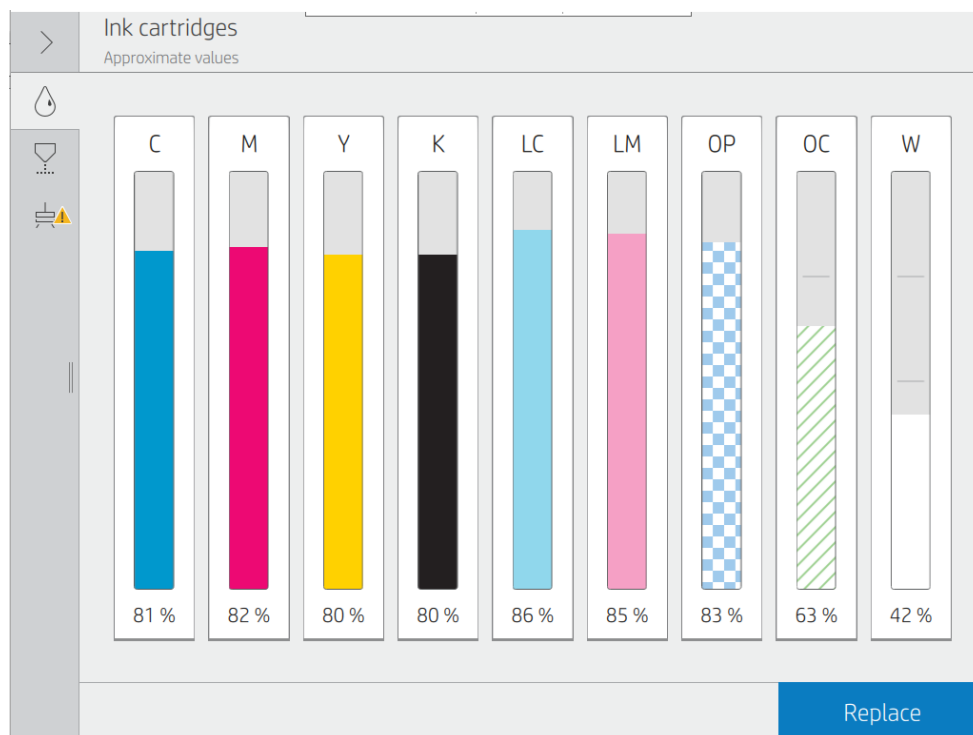 Ink cartridges
Approximate values
C M Y K LC LM OP OC W
81 % 82 % 80 % 80 % 86 % 85 % 83 % 63 % 42 %
Replace